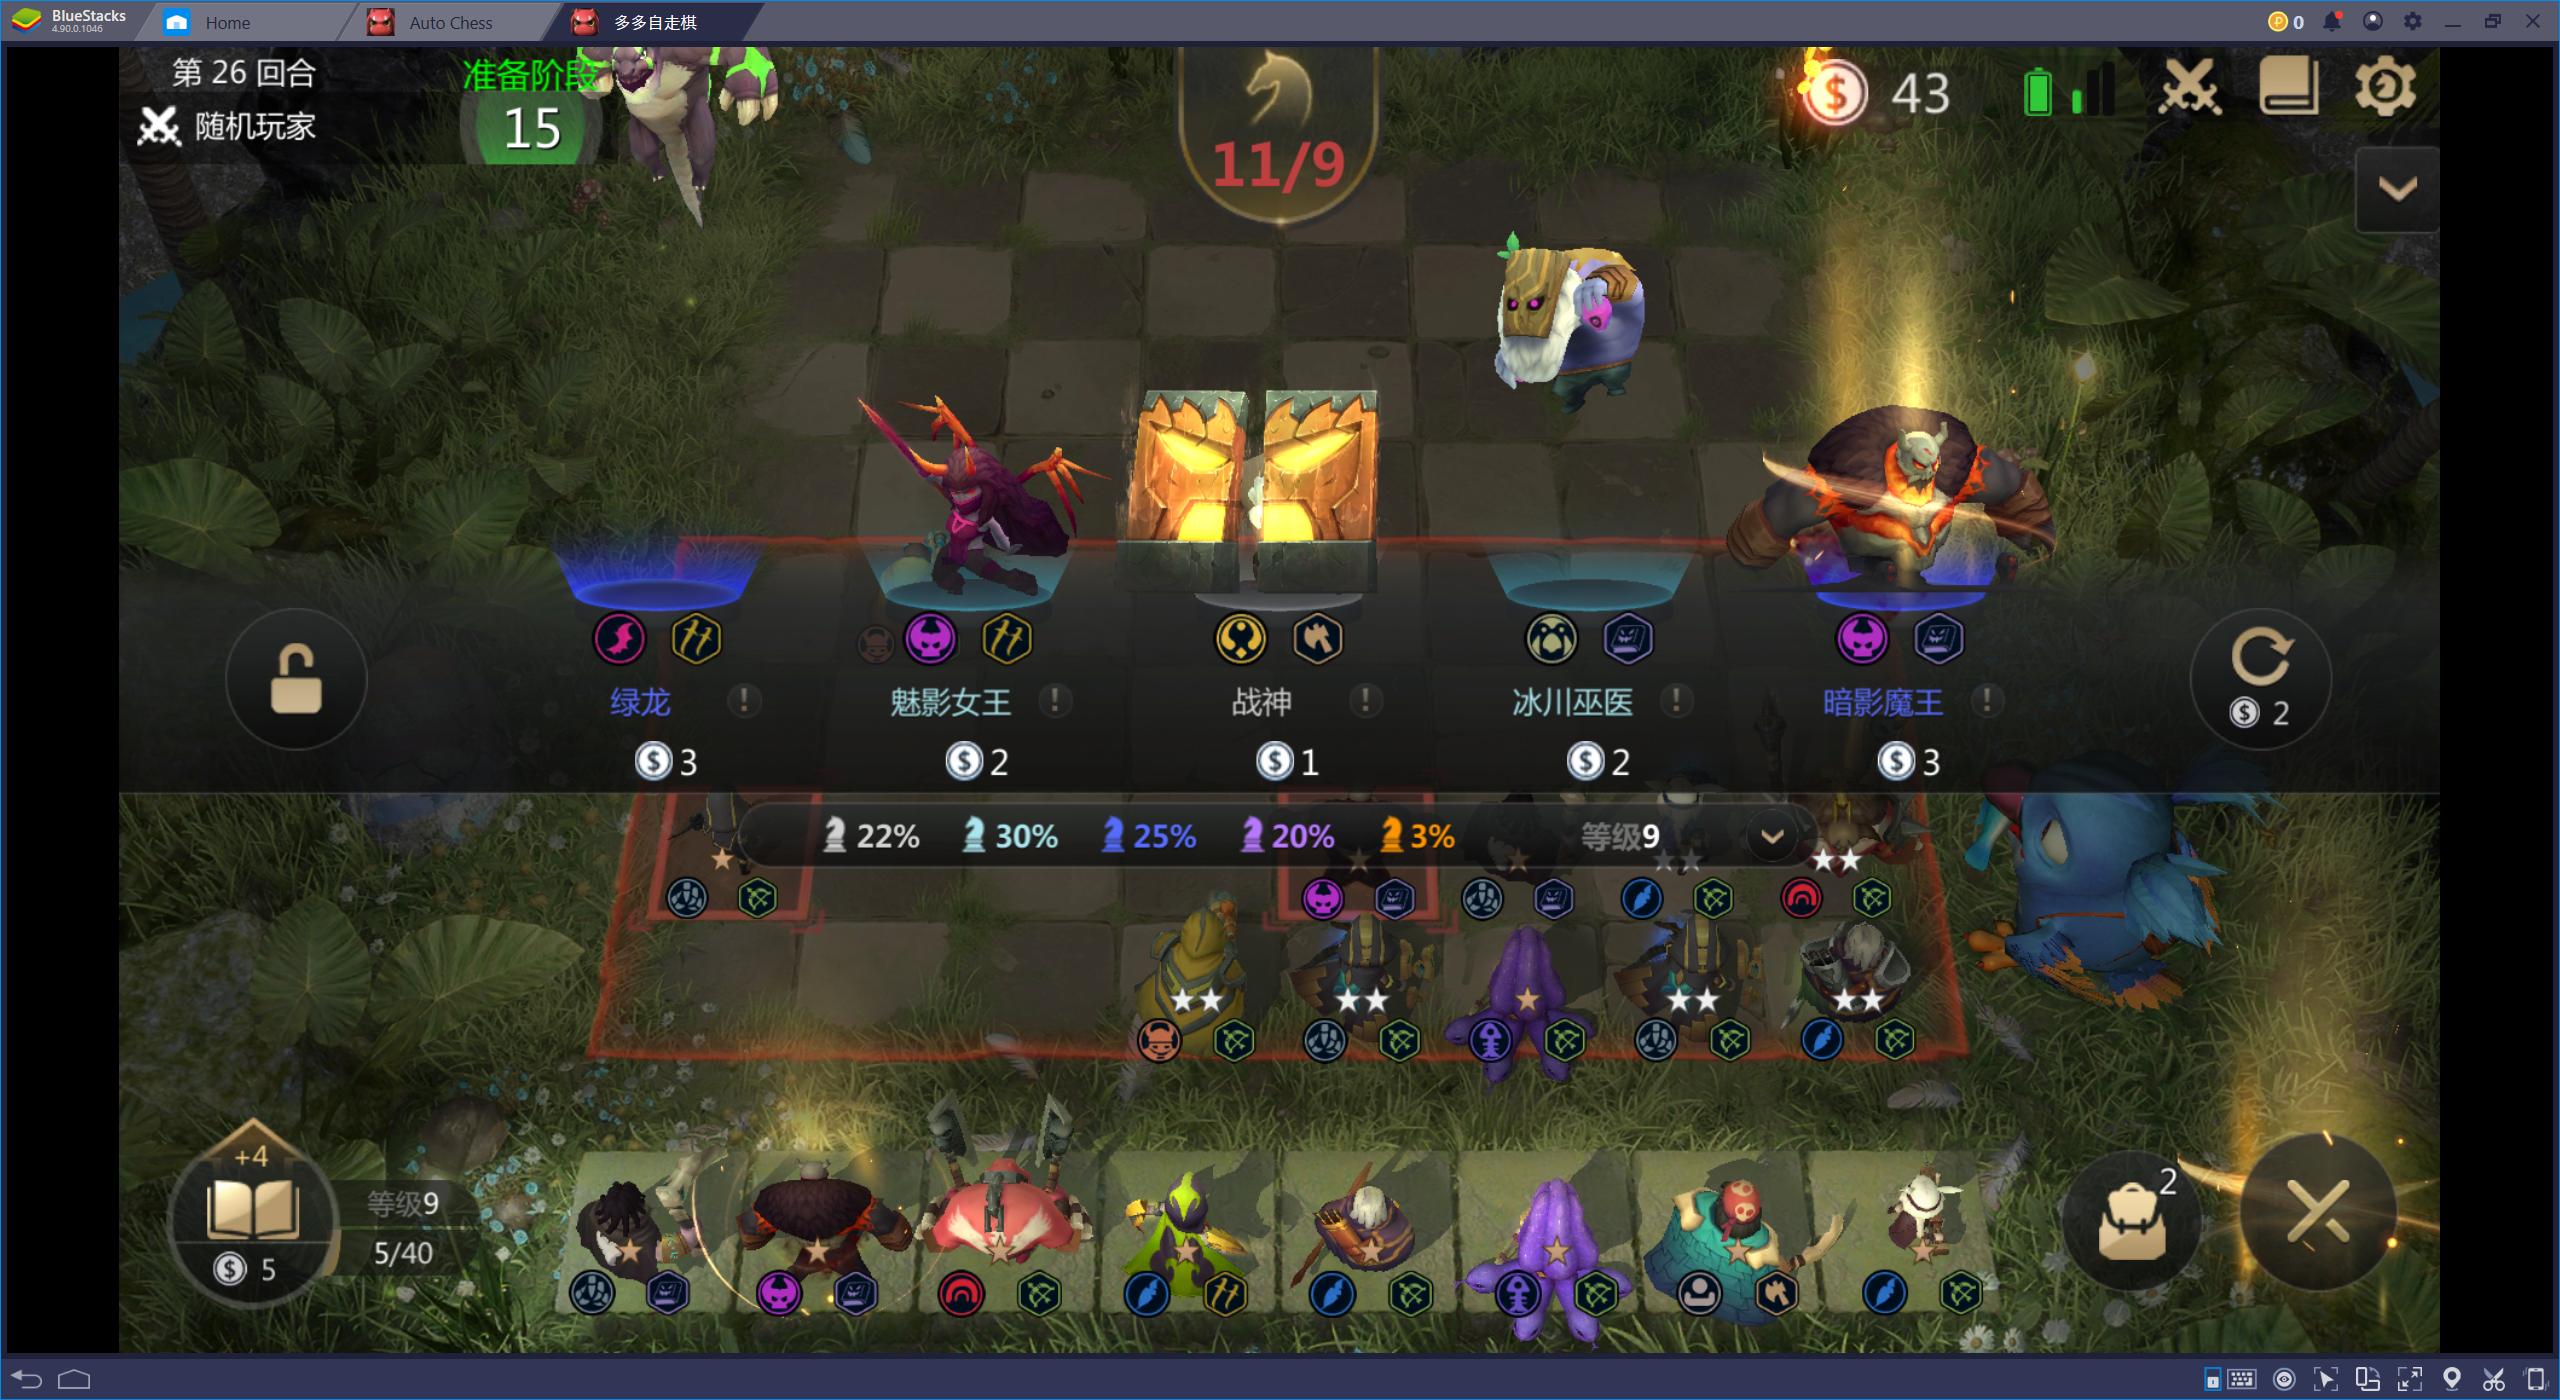 BlueStacks
4.90.0.1046
Home
Auto Chess
多多自走棋
0
第 26 回合
准备阶段
随机玩家
15
11/9
43
绿龙 !
魅影女王 !
战神 !
冰川巫医 !
暗影魔王 !
3
2
1
2
3
2
22%
30%
25%
20%
3%
等级9
+4
等级9
5/40
5
2